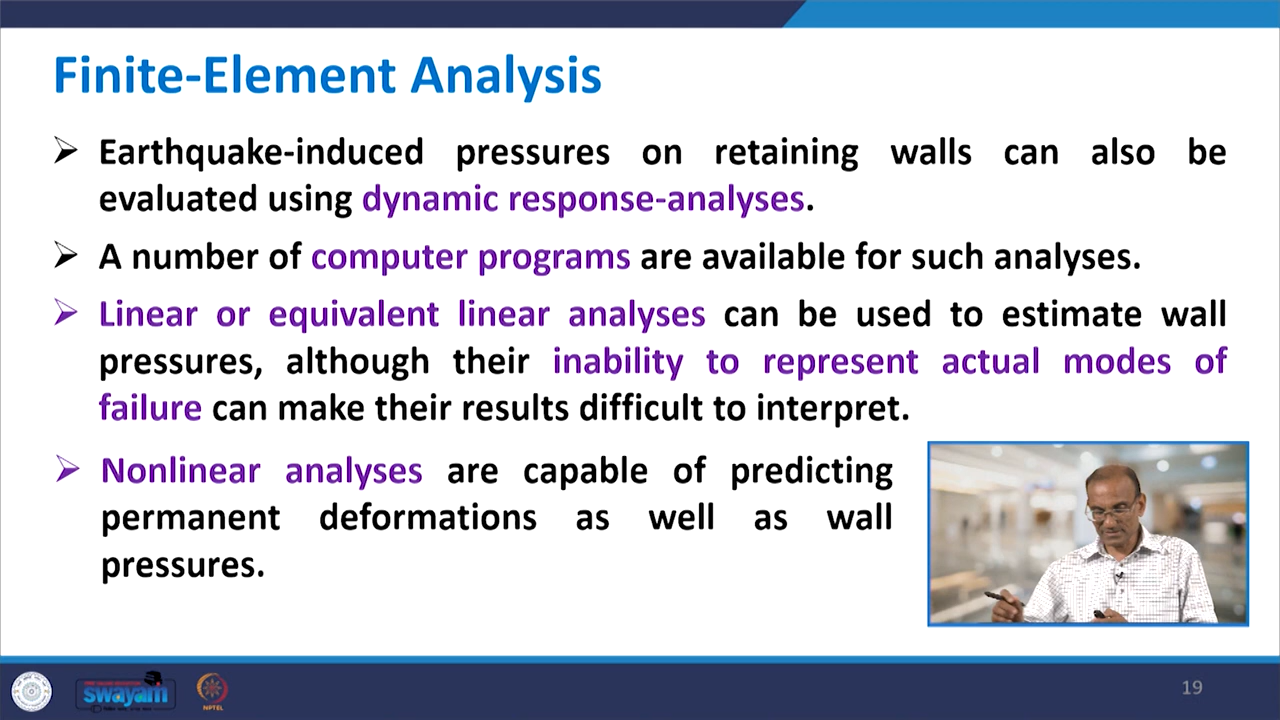 Finite-Element Analysis
➢ Earthquake-induced pressures on retaining walls can also be
evaluated using dynamic response-analyses.
➢ A number of computer programs are available for such analyses.
➢ Linear or equivalent linear analyses can be used to estimate wall
pressures, although their inability to represent actual modes of
failure can make their results difficult to interpret.
➢ Nonlinear analyses are capable of predicting
permanent deformations as well as wall
pressures.
swayam
NPTEL
19